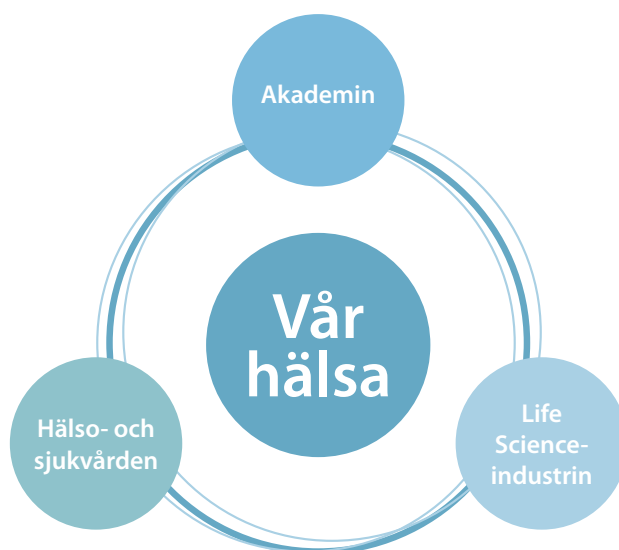 Akademin
Vår
hälsa
Hälso- och
sjukvården
Life
Science-
industrin